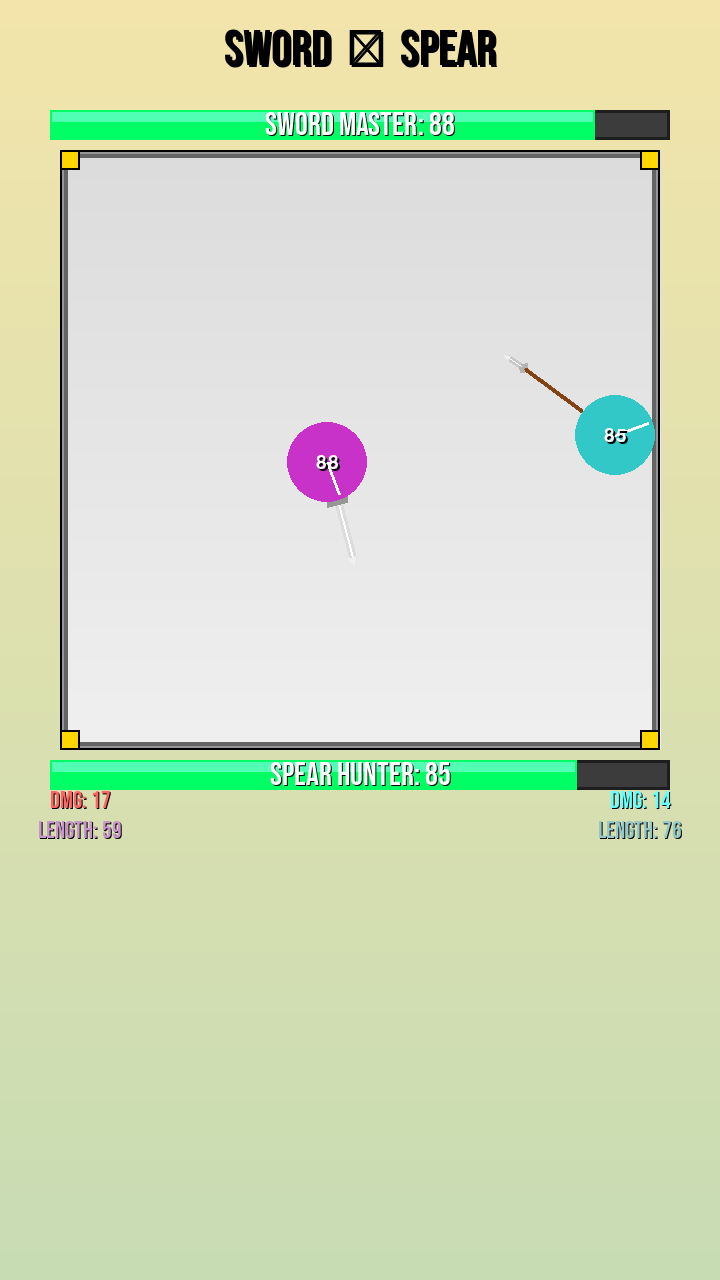 SWORD ☒ SPEAR
SWORD MASTER: 88
85
88
SPEAR HUNTER: 85
DMG: 17 DMG: 14
LENGTH: 59 LENGTH: 76